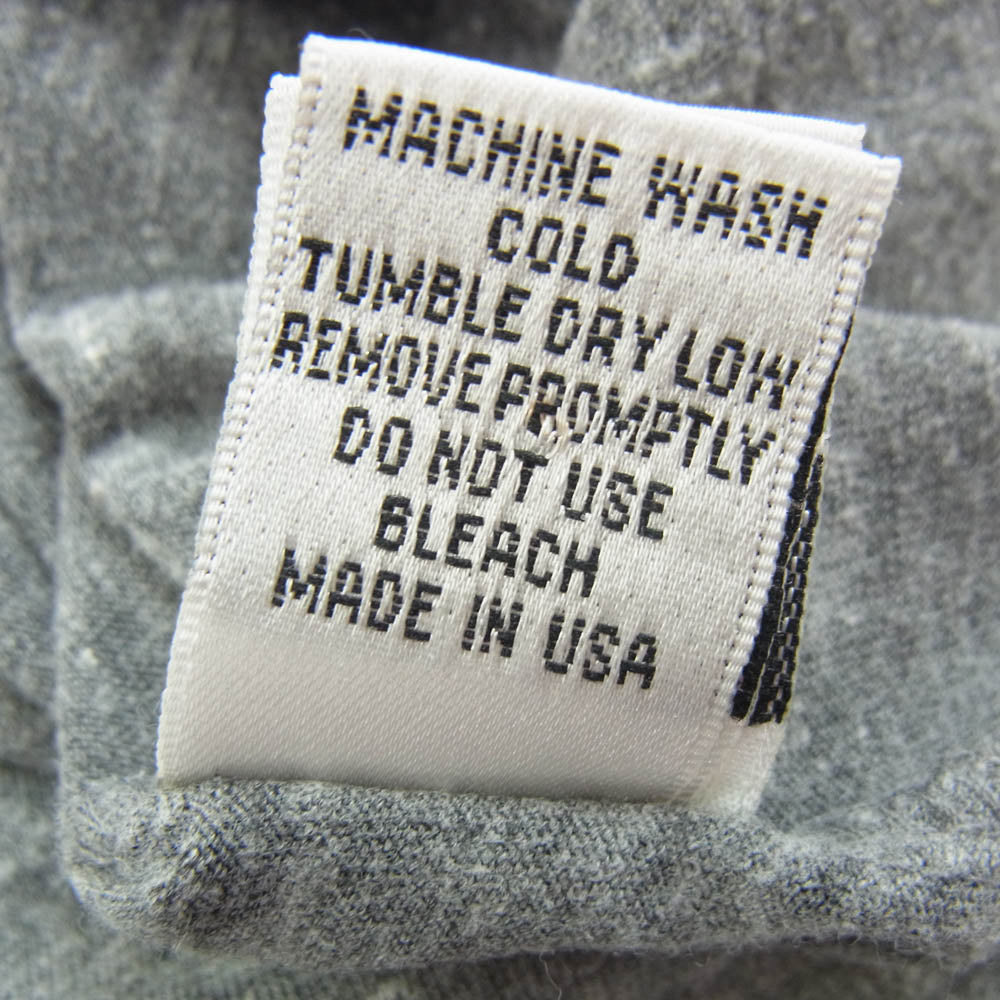 MACHINE WASH
COLD
TUMBLE DRY LOW
REMOVE PROMPTLY
DO NOT USE
BLEACH
MADE IN USA